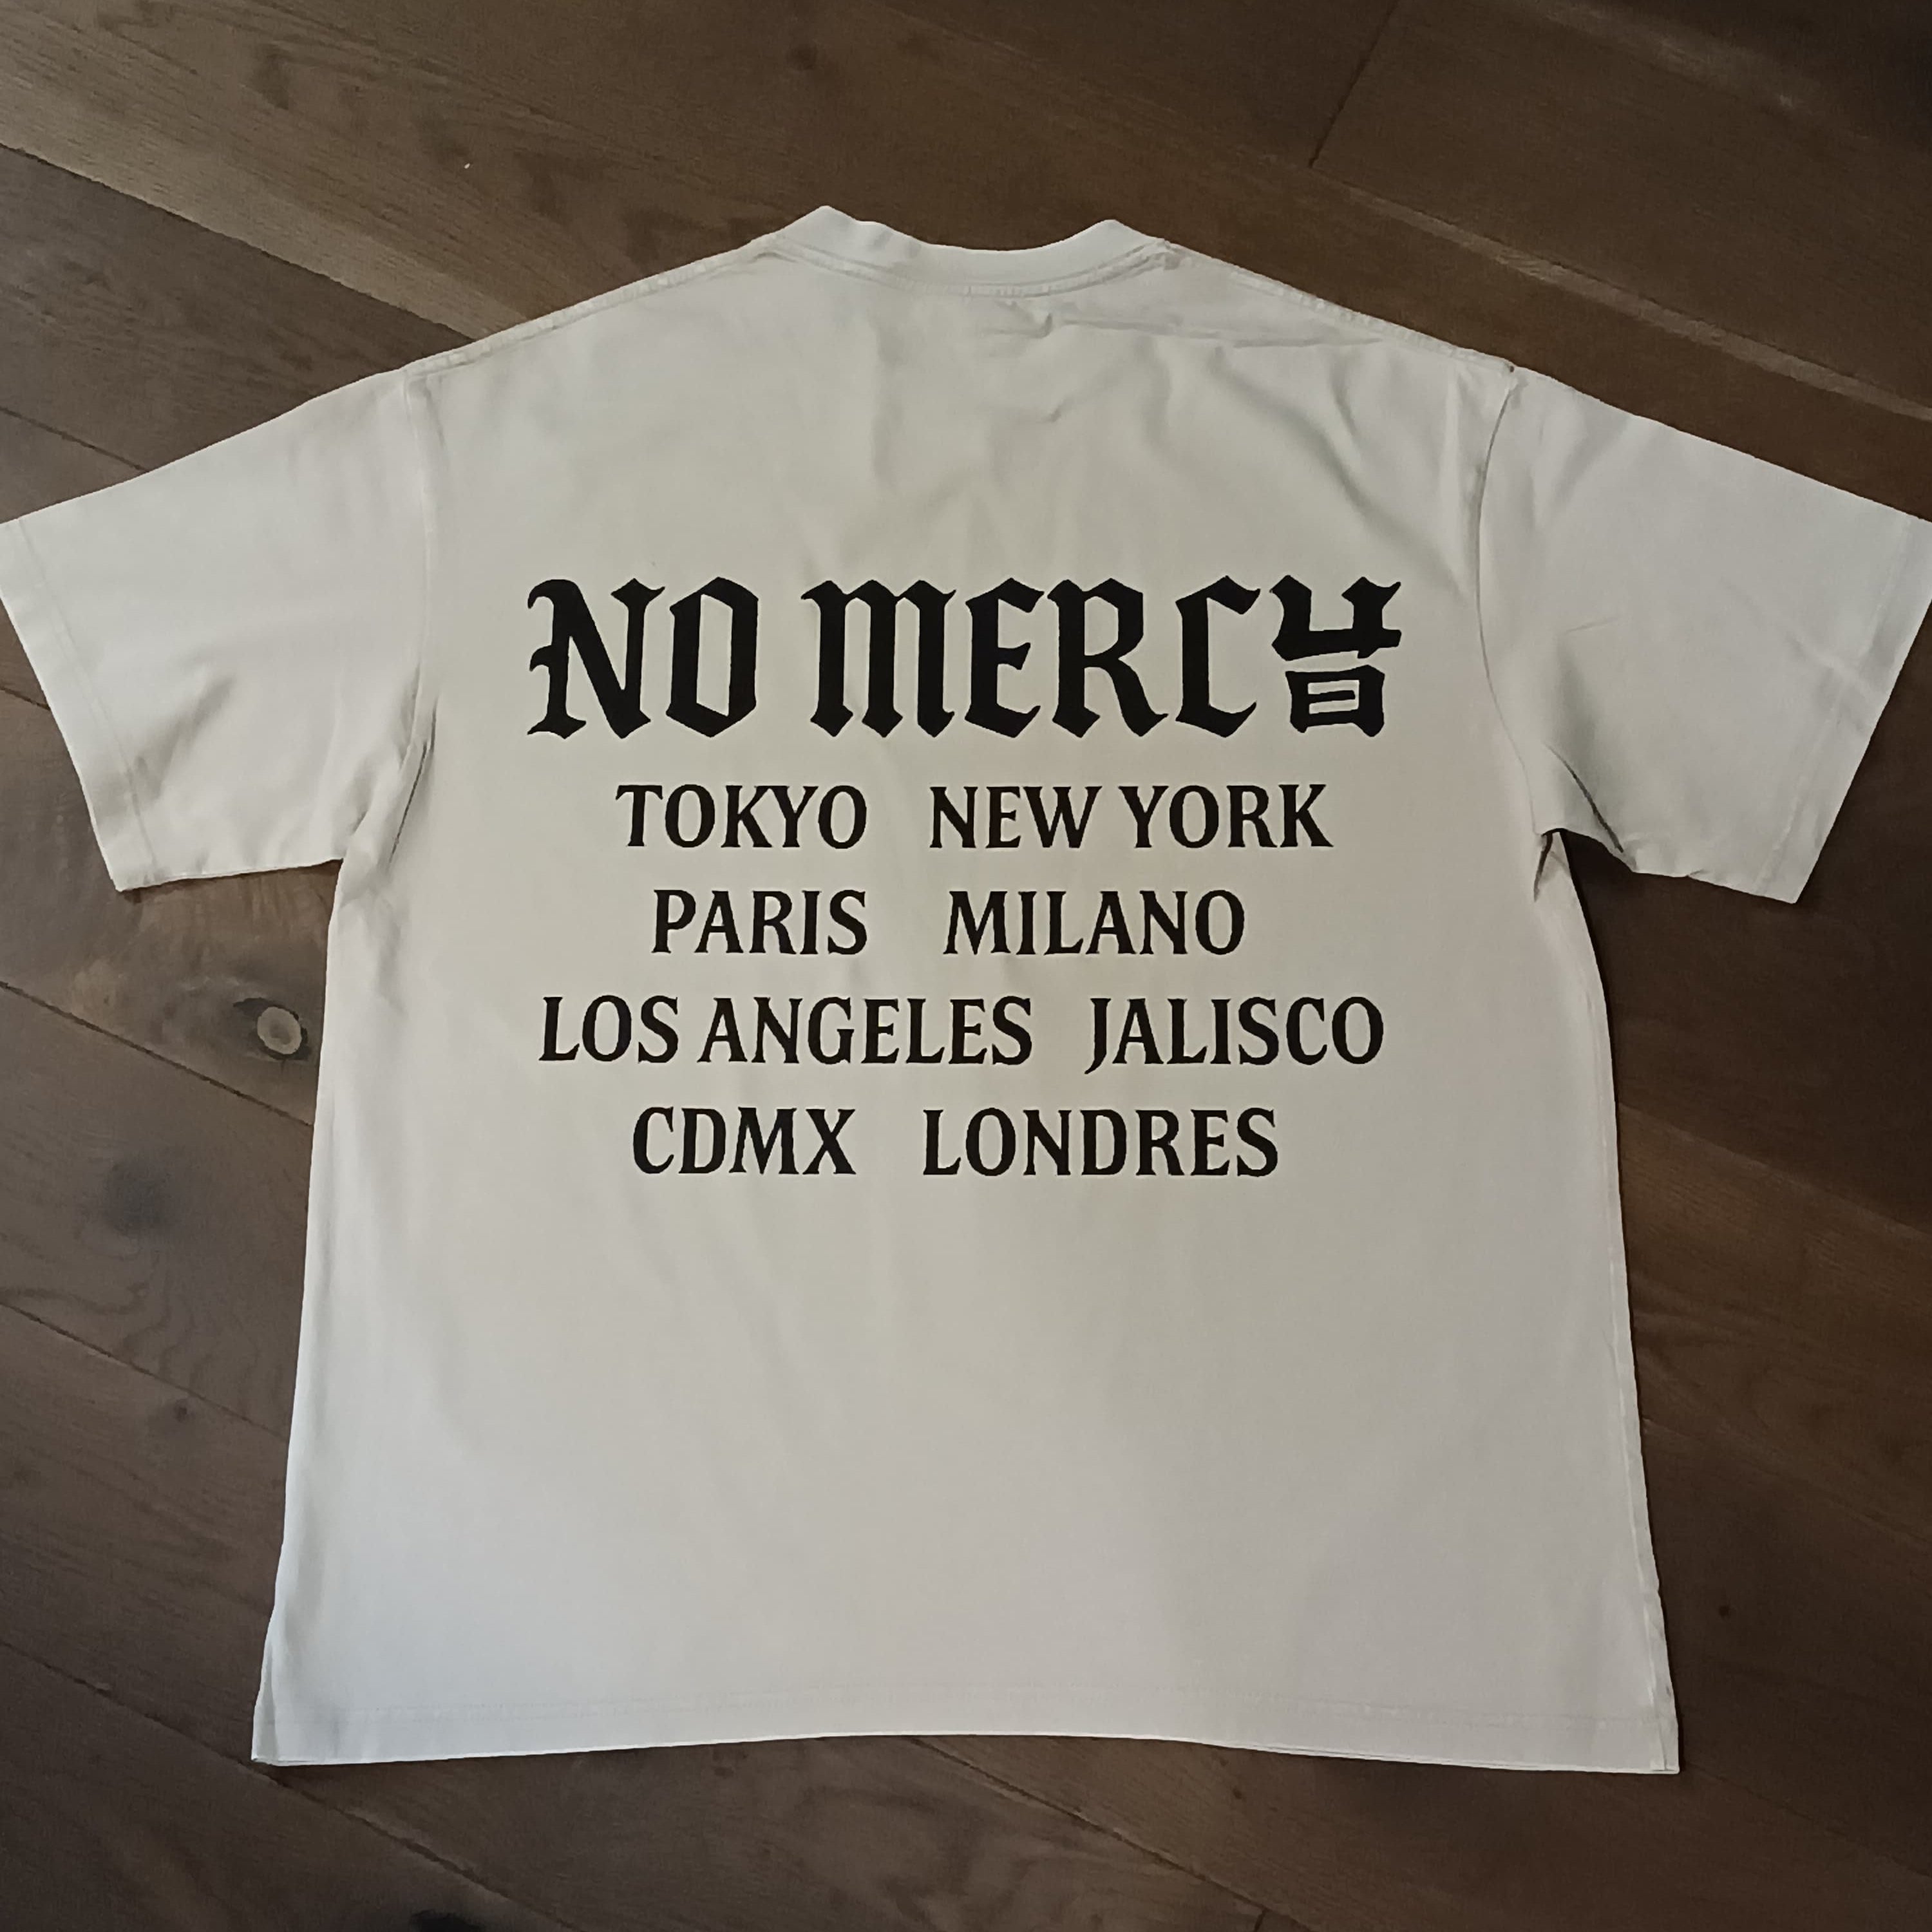 NO MERCY
TOKYO NEW YORK
PARIS MILANO
LOS ANGELES JALISCO
CDMX LONDRES